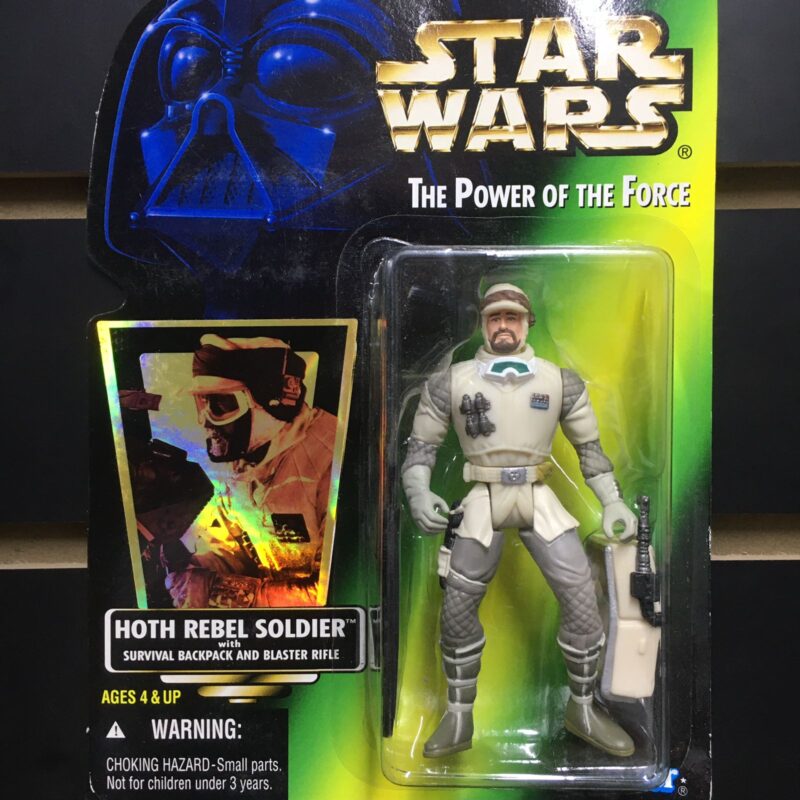 STAR
WARS®
THE POWER OF THE FORCE
HOTH REBEL SOLDIER™
with
SURVIVAL BACKPACK AND BLASTER RIFLE
AGES 4 & UP
⚠ WARNING:
CHOKING HAZARD-Small parts.
Not for children under 3 years.